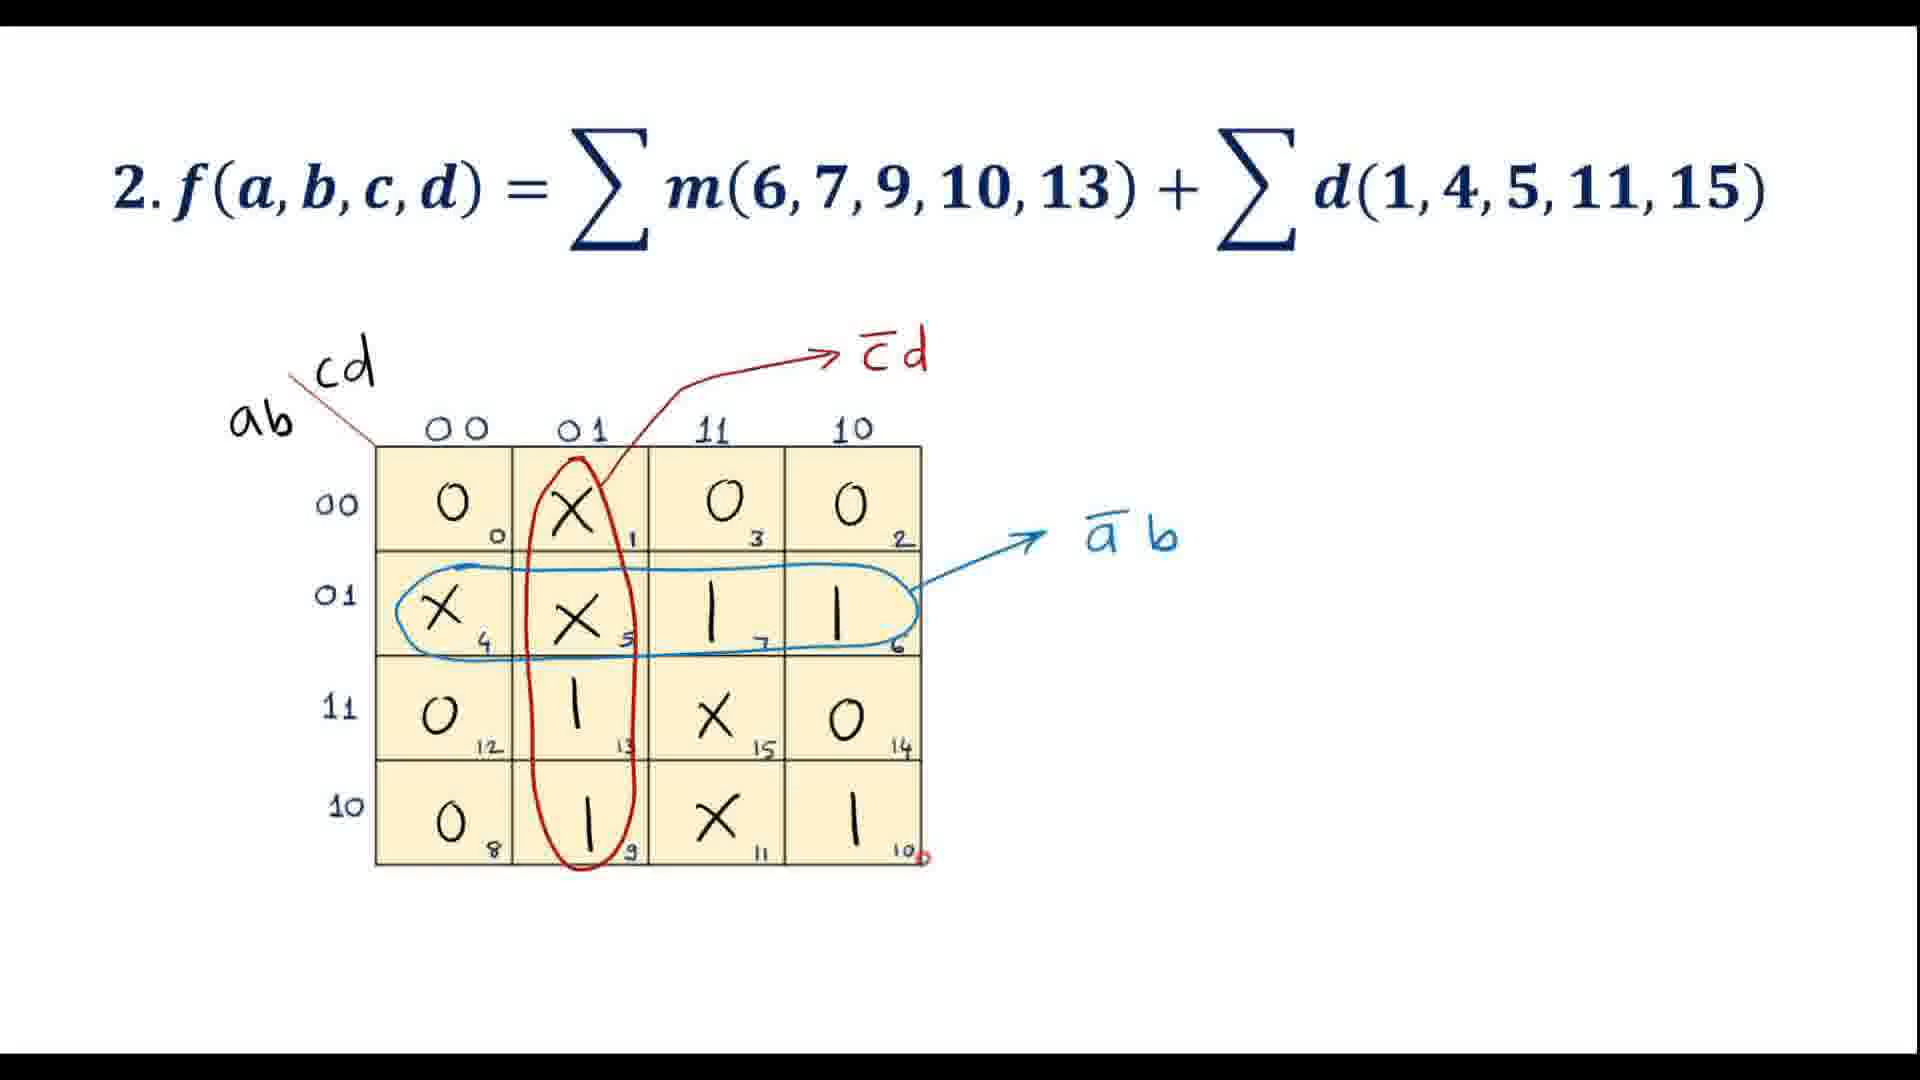 2. f(a, b, c, d) = ∑ m(6, 7, 9, 10, 13) + ∑ d(1, 4, 5, 11, 15)
c̅ d
cd
ab
00 01 11 10
00 0 0 X 1 0 3 0 2
a̅ b
01 X 4 X 5 1 7 1 6
11 0 12 1 13 X 15 0 14
10 0 8 1 9 X 11 1 10